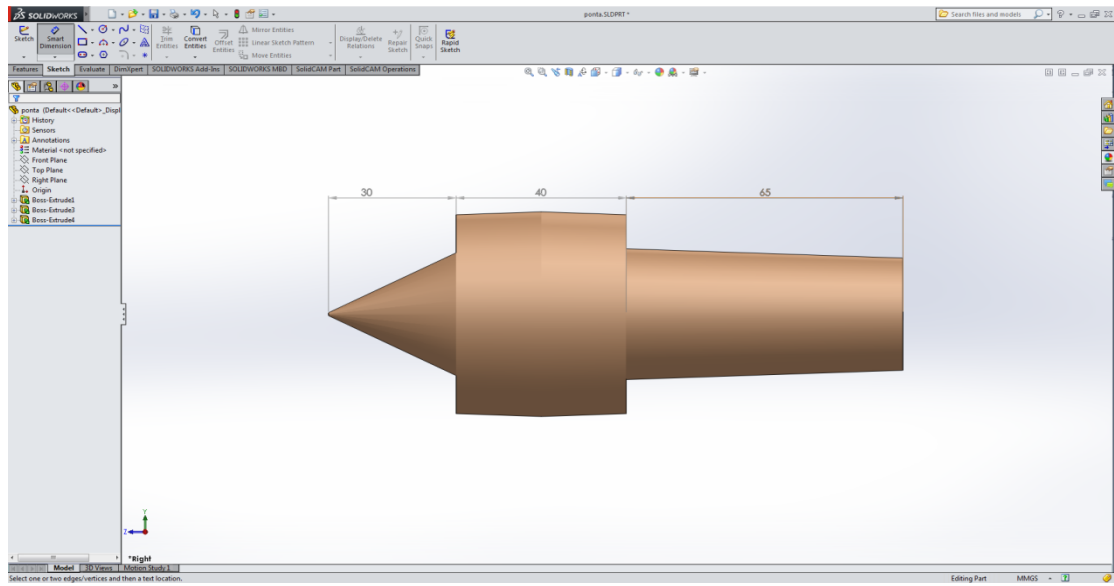 SOLIDWORKS
ponta.SLDPRT *
Search files and models
Sketch
Smart Dimension
Trim Entities
Convert Entities
Offset Entities
Mirror Entities
Linear Sketch Pattern
Move Entities
Display/Delete Relations
Repair Sketch
Quick Snaps
Rapid Sketch
Features
Sketch
Evaluate
DimXpert
SOLIDWORKS Add-Ins
SOLIDWORKS MBD
SolidCAM Part
SolidCAM Operations
ponta (Default<<Default>_Displ
History
Sensors
Annotations
Material <not specified>
Front Plane
Top Plane
Right Plane
Origin
Boss-Extrude1
Boss-Extrude3
Boss-Extrude4
30
40
65
Y
Z
*Right
Model
3D Views
Motion Study 1
Select one or two edges/vertices and then a text location.
Editing Part
MMGS